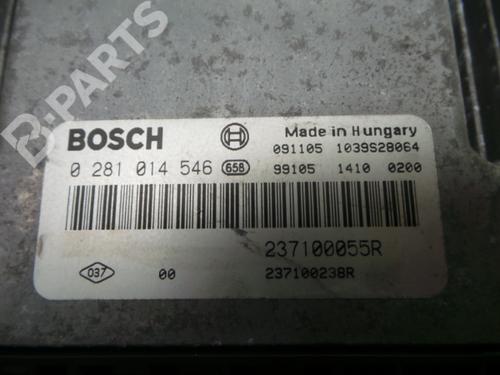 B-PARTS
BOSCH
Made in Hungary
091105 1039S28064
0 281 014 546 658 99105 1410 0200
237100055R
037 00 237100238R